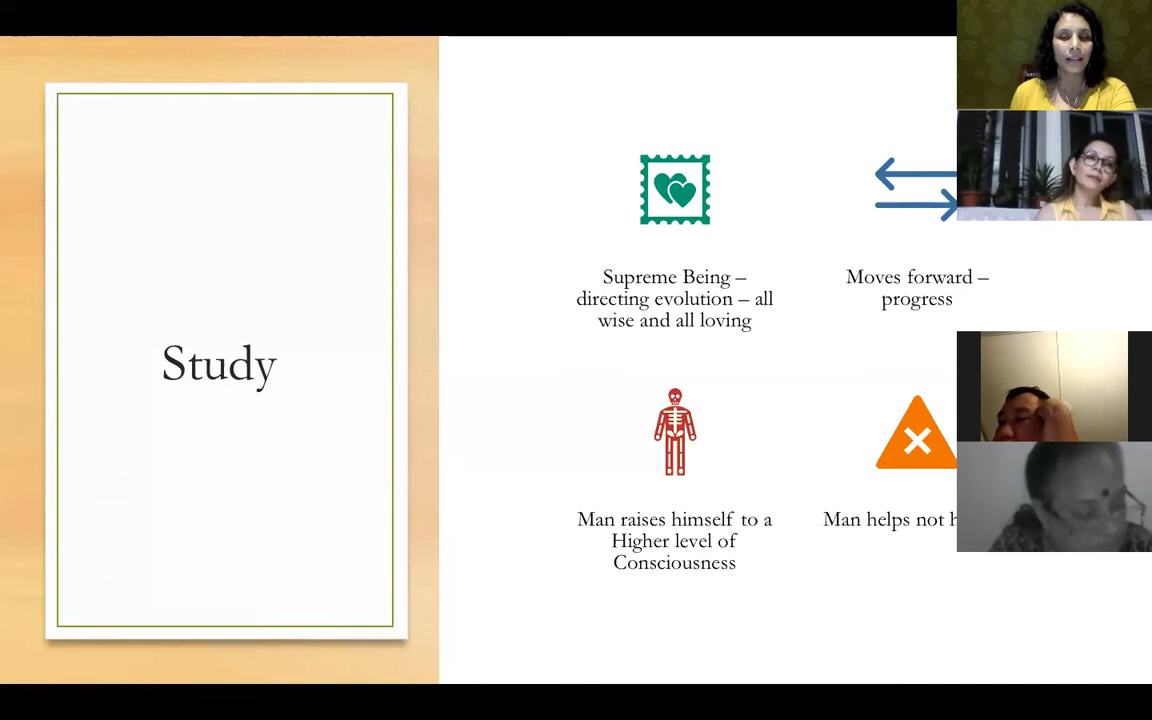 Study
Supreme Being –
directing evolution – all
wise and all loving
Moves forward –
progress
Man raises himself to a
Higher level of
Consciousness
Man helps not